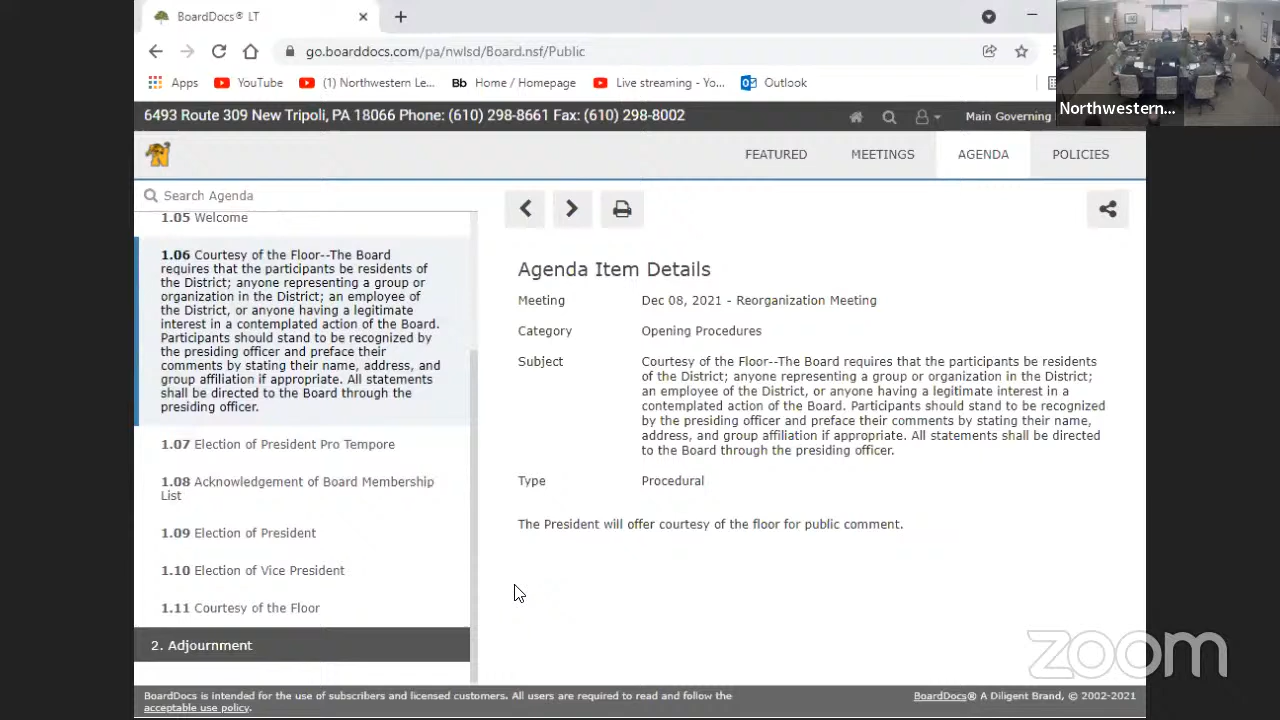 BoardDocs® LT
go.boarddocs.com/pa/nwlsd/Board.nsf/Public
Apps YouTube (1) Northwestern Le... Bb Home / Homepage Live streaming - Yo... Outlook
Northwestern...
6493 Route 309 New Tripoli, PA 18066 Phone: (610) 298-8661 Fax: (610) 298-8002
Main Governing
FEATURED MEETINGS AGENDA POLICIES
Search Agenda
1.05 Welcome
1.06 Courtesy of the Floor--The Board
requires that the participants be residents of
the District; anyone representing a group or
organization in the District; an employee of
the District, or anyone having a legitimate
interest in a contemplated action of the Board.
Participants should stand to be recognized by
the presiding officer and preface their
comments by stating their name, address, and
group affiliation if appropriate. All statements
shall be directed to the Board through the
presiding officer.
1.07 Election of President Pro Tempore
1.08 Acknowledgement of Board Membership
List
1.09 Election of President
1.10 Election of Vice President
1.11 Courtesy of the Floor
2. Adjournment
Agenda Item Details
Meeting Dec 08, 2021 - Reorganization Meeting
Category Opening Procedures
Subject Courtesy of the Floor--The Board requires that the participants be residents
of the District; anyone representing a group or organization in the District;
an employee of the District, or anyone having a legitimate interest in a
contemplated action of the Board. Participants should stand to be recognized
by the presiding officer and preface their comments by stating their name,
address, and group affiliation if appropriate. All statements shall be directed
to the Board through the presiding officer.
Type Procedural
The President will offer courtesy of the floor for public comment.
zoom
BoardDocs is intended for the use of subscribers and licensed customers. All users are required to read and follow the
acceptable use policy.
BoardDocs® A Diligent Brand, © 2002-2021